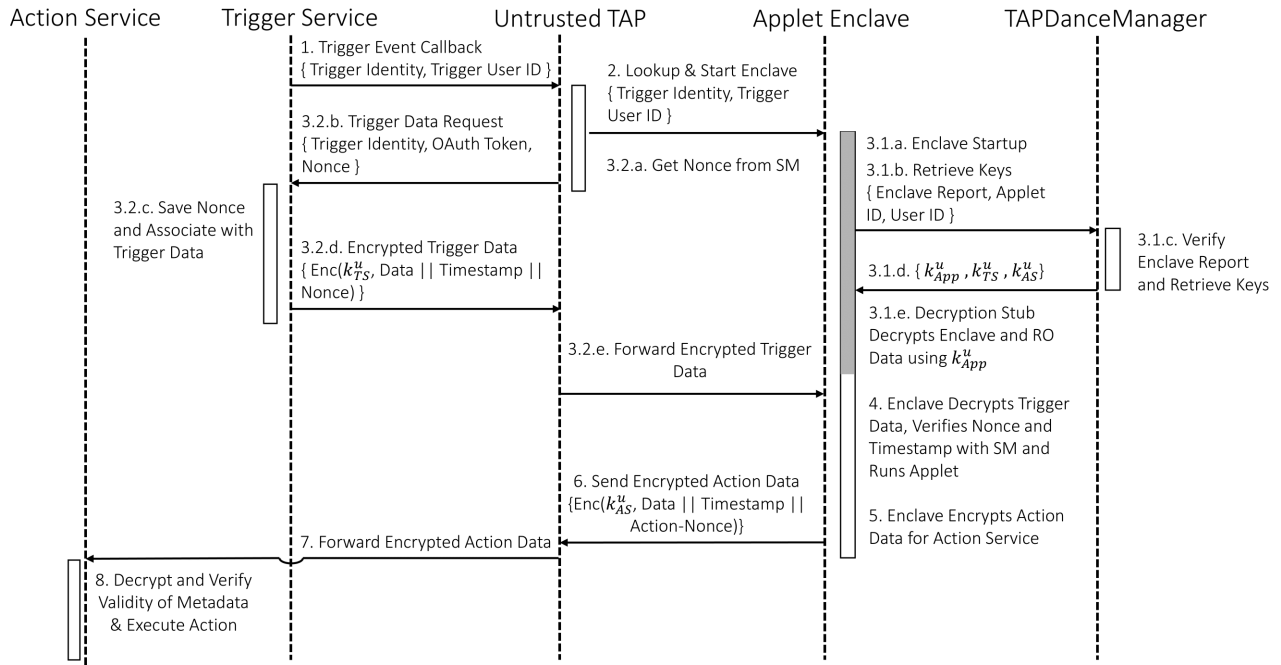 Action Service
Trigger Service
Untrusted TAP
Applet Enclave
TAPDanceManager
1. Trigger Event Callback
{ Trigger Identity, Trigger User ID }
2. Lookup & Start Enclave
{ Trigger Identity, Trigger
User ID }
3.2.b. Trigger Data Request
{ Trigger Identity, OAuth Token,
Nonce }
3.2.a. Get Nonce from SM
3.1.a. Enclave Startup
3.1.b. Retrieve Keys
{ Enclave Report, Applet
ID, User ID }
3.2.c. Save Nonce
and Associate with
Trigger Data
3.2.d. Encrypted Trigger Data
{ Enc(k^u_TS, Data || Timestamp ||
Nonce) }
3.1.c. Verify
Enclave Report
and Retrieve Keys
3.1.d. { k^u_App , k^u_TS , k^u_AS}
3.1.e. Decryption Stub
Decrypts Enclave and RO
Data using k^u_App
3.2.e. Forward Encrypted Trigger
Data
4. Enclave Decrypts Trigger
Data, Verifies Nonce and
Timestamp with SM and
Runs Applet
6. Send Encrypted Action Data
{Enc(k^u_AS, Data || Timestamp ||
Action-Nonce)}
5. Enclave Encrypts Action
Data for Action Service
7. Forward Encrypted Action Data
8. Decrypt and Verify
Validity of Metadata
& Execute Action